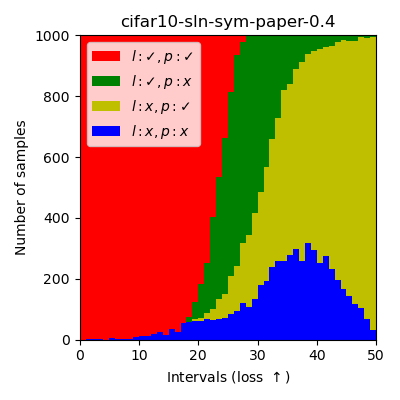 cifar10-sln-sym-paper-0.4
1000
800
600
400
200
0
Number of samples
l : ✓, p : ✓
l : ✓, p : x
l : x, p : ✓
l : x, p : x
0 10 20 30 40 50
Intervals (loss ↑)